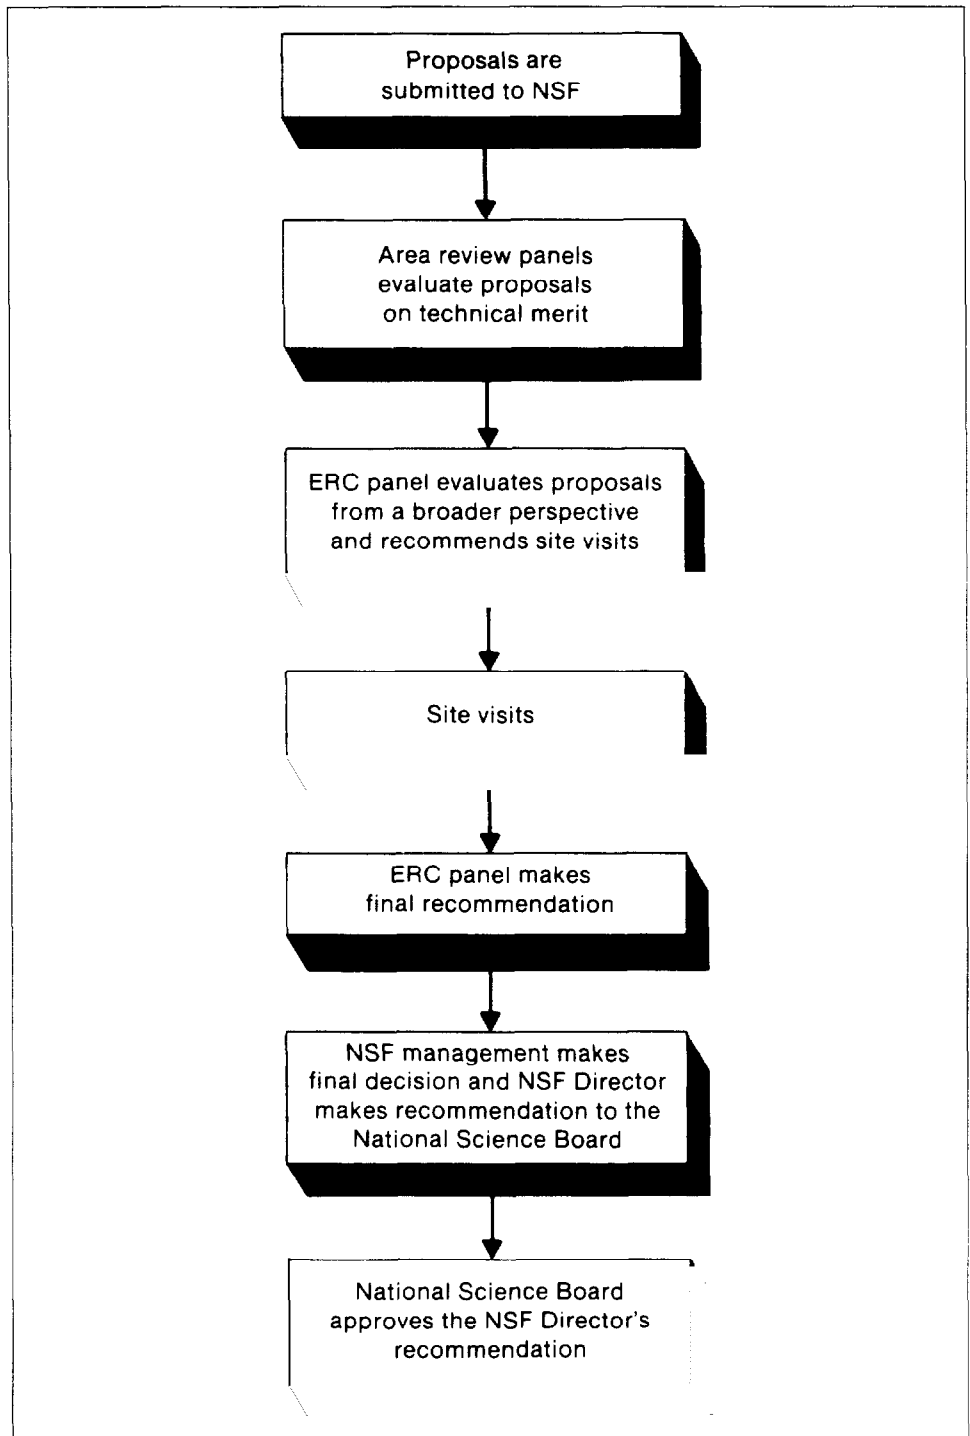 Proposals are
submitted to NSF
Area review panels
evaluate proposals
on technical merit
ERC panel evaluates proposals
from a broader perspective
and recommends site visits
Site visits
ERC panel makes
final recommendation
NSF management makes
final decision and NSF Director
makes recommendation to the
National Science Board
National Science Board
approves the NSF Director's
recommendation